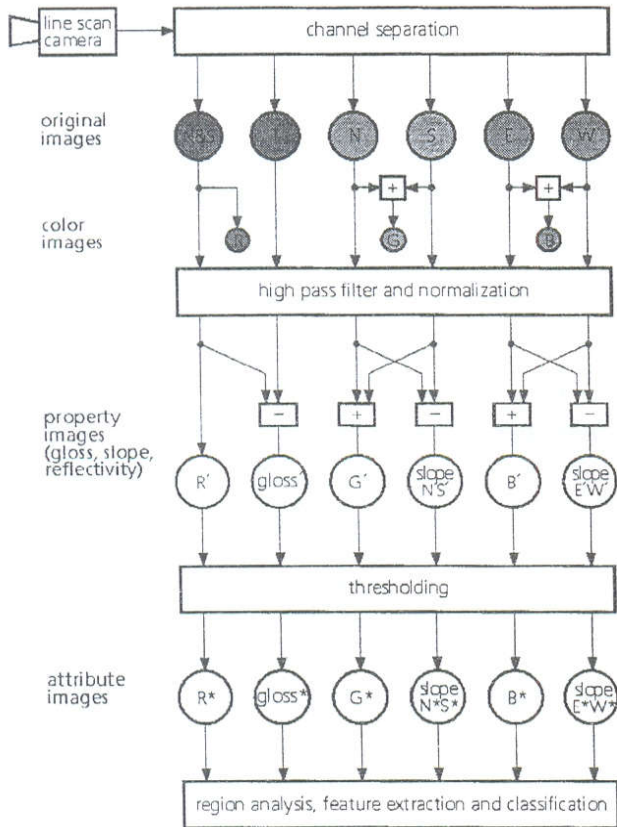 line scan
camera
channel separation
original
images
N S E W
+ +
color
images
R G B
high pass filter and normalization
- + - + -
property
images
(gloss, slope,
reflectivity)
R´ gloss´ G´ slope N´S´ B´ slope E´W´
thresholding
attribute
images
R* gloss* G* slope N*S* B* slope E*W*
region analysis, feature extraction and classification